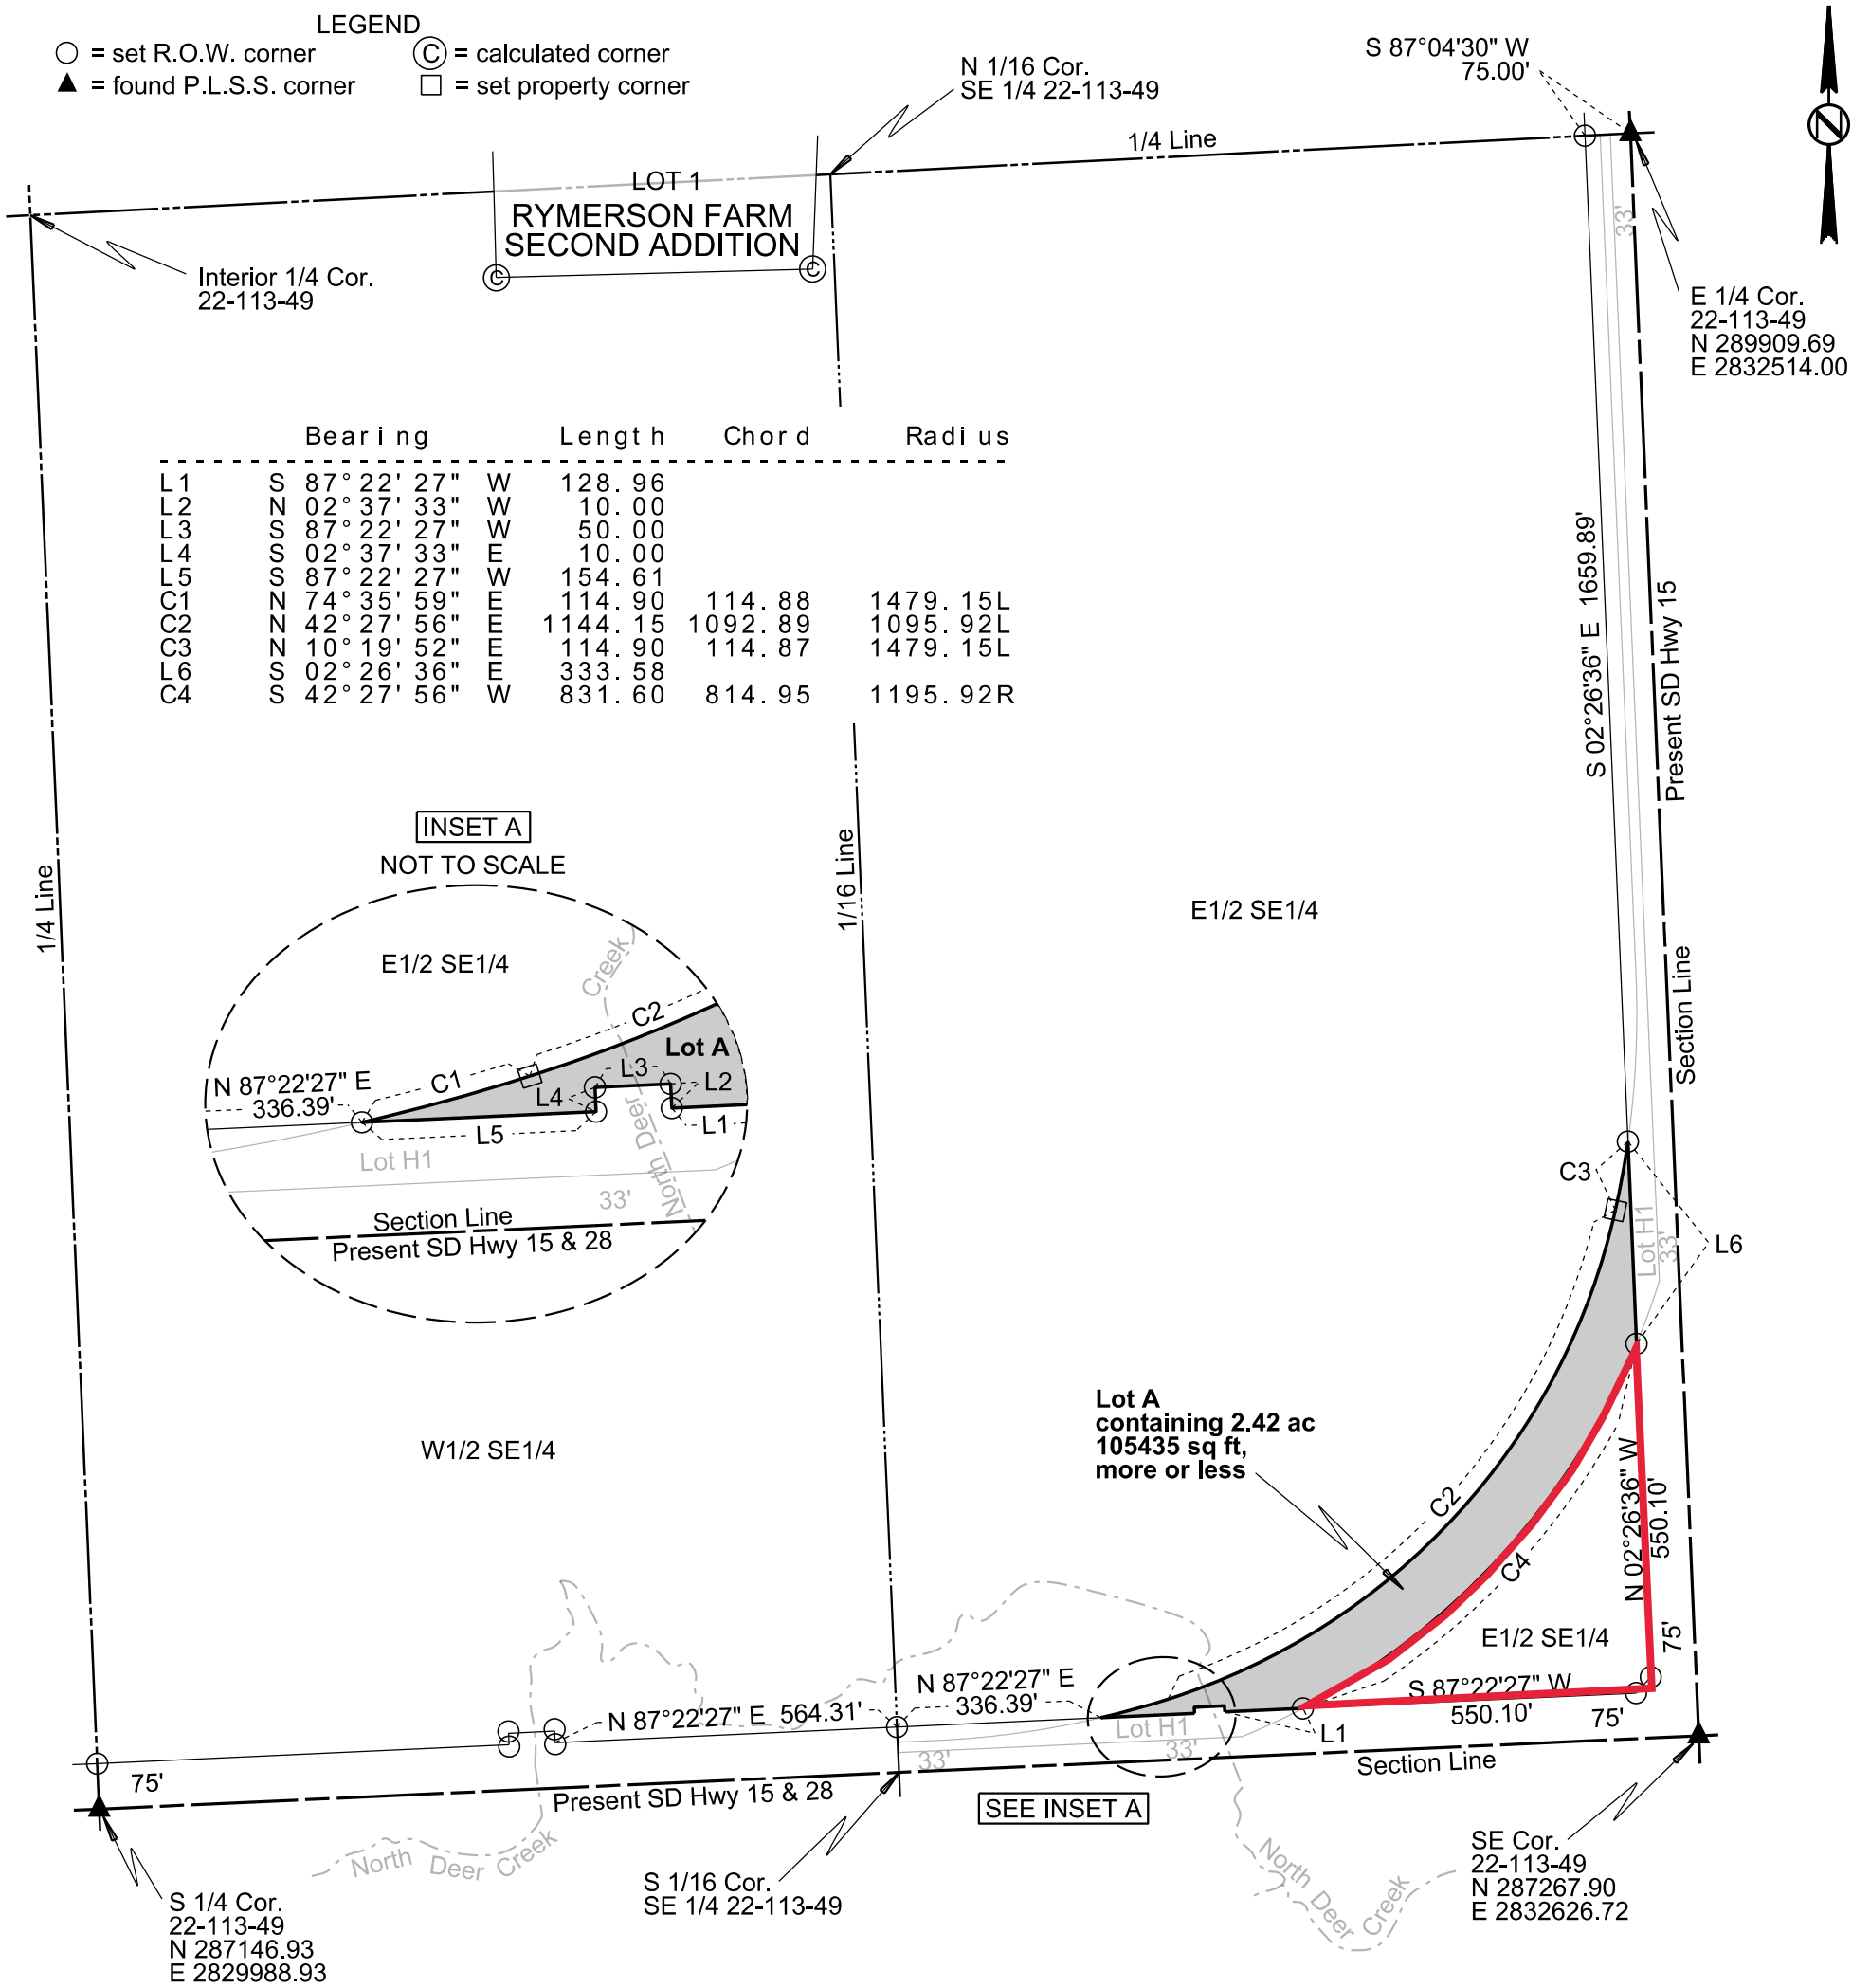 LEGEND
= set R.O.W. corner
C = calculated corner
= found P.L.S.S. corner
= set property corner
N 1/16 Cor.
SE 1/4 22-113-49
S 87°04'30" W
75.00'
N
1/4 Line
LOT 1
RYMERSON FARM
SECOND ADDITION
C
C
33'
Interior 1/4 Cor.
22-113-49
E 1/4 Cor.
22-113-49
N 289909.69
E 2832514.00
Bearing Length Chord Radius
L1 S 87°22'27" W 128.96
L2 N 02°37'33" W 10.00
L3 S 87°22'27" W 50.00
L4 S 02°37'33" E 10.00
L5 S 87°22'27" W 154.61
C1 N 74°35'59" E 114.90 114.88 1479.15L
C2 N 42°27'56" E 1144.15 1092.89 1095.92L
C3 N 10°19'52" E 114.90 114.87 1479.15L
L6 S 02°26'36" E 333.58
C4 S 42°27'56" W 831.60 814.95 1195.92R
S 02°26'36" E 1659.89'
Present SD Hwy 15
Section Line
1/4 Line
1/16 Line
E1/2 SE1/4
INSET A
NOT TO SCALE
E1/2 SE1/4
Creek
C2
Lot A
C1
L3
L2
L4
N 87°22'27" E
336.39'
L5
L1
Lot H1
North Deer
33'
Section Line
Present SD Hwy 15 & 28
C3
Lot H1
33'
L6
W1/2 SE1/4
Lot A
containing 2.42 ac
105435 sq ft,
more or less
C2
C4
N 02°26'36" W
550.10'
E1/2 SE1/4
75'
S 87°22'27" W
550.10'
75'
N 87°22'27" E
336.39'
N 87°22'27" E 564.31'
Lot H1
33'
33'
L1
Section Line
75'
Present SD Hwy 15 & 28
SEE INSET A
North Deer Creek
North Deer Creek
S 1/16 Cor.
SE 1/4 22-113-49
SE Cor.
22-113-49
N 287267.90
E 2832626.72
S 1/4 Cor.
22-113-49
N 287146.93
E 2829988.93